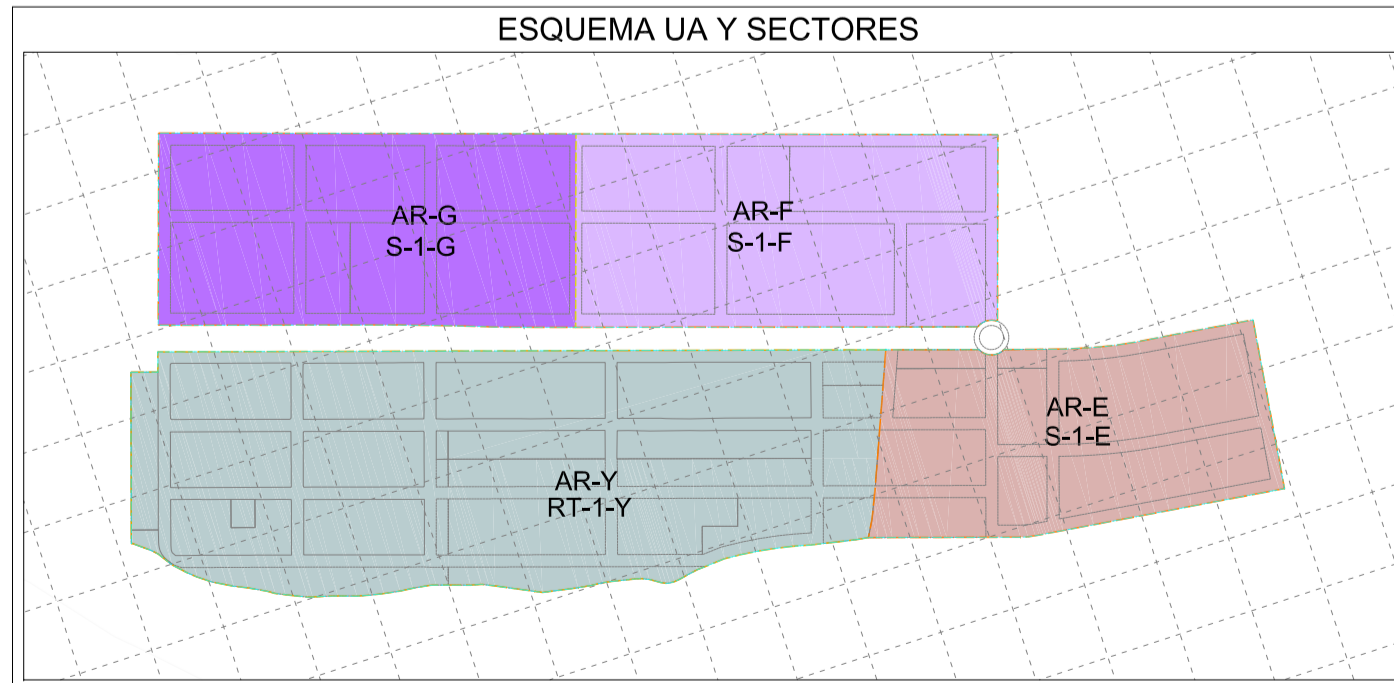 ESQUEMA UA Y SECTORES
AR-G
S-1-G
AR-F
S-1-F
AR-E
S-1-E
AR-Y
RT-1-Y